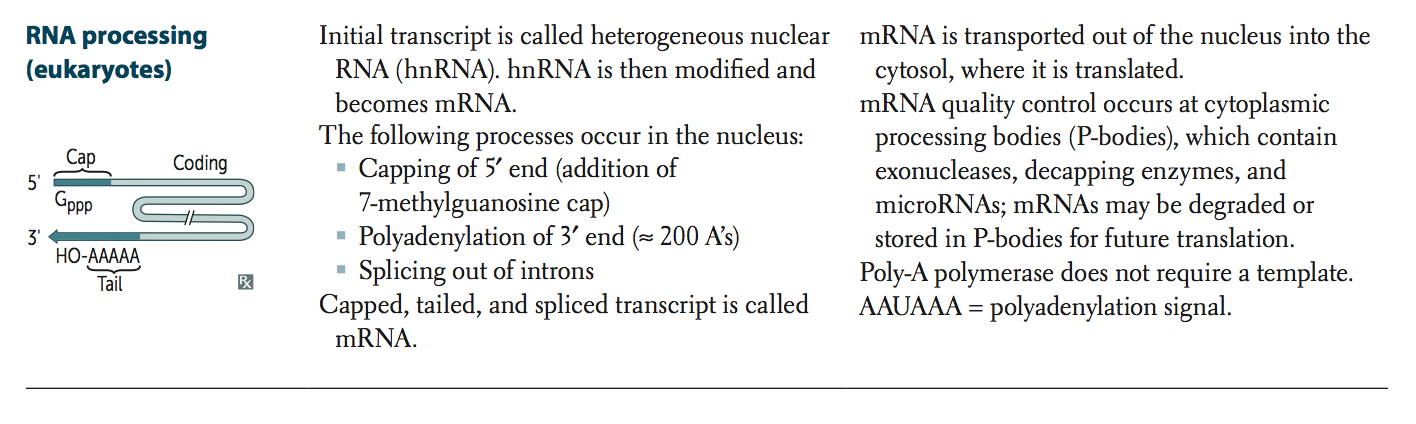 RNA processing
(eukaryotes)
Cap
Coding
5'
Gppp
3'
HO-AAAAA
Tail
Rx
Initial transcript is called heterogeneous nuclear
RNA (hnRNA). hnRNA is then modified and
becomes mRNA.
The following processes occur in the nucleus:
▪ Capping of 5′ end (addition of
7-methylguanosine cap)
▪ Polyadenylation of 3′ end (≈ 200 A’s)
▪ Splicing out of introns
Capped, tailed, and spliced transcript is called
mRNA.
mRNA is transported out of the nucleus into the
cytosol, where it is translated.
mRNA quality control occurs at cytoplasmic
processing bodies (P-bodies), which contain
exonucleases, decapping enzymes, and
microRNAs; mRNAs may be degraded or
stored in P-bodies for future translation.
Poly-A polymerase does not require a template.
AAUAAA = polyadenylation signal.